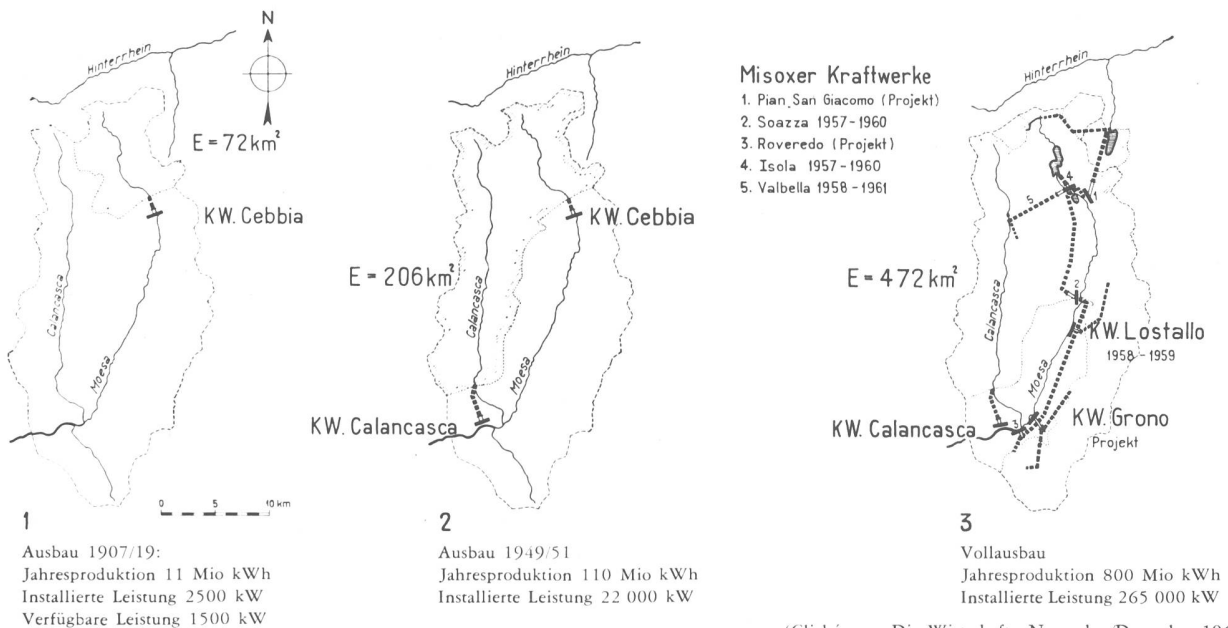 Hinterrhein
N
E = 72 km²
KW. Cebbia
Calancasca
Moesa
0 5 10 km
1
Ausbau 1907/19:
Jahresproduktion 11 Mio kWh
Installierte Leistung 2500 kW
Verfügbare Leistung 1500 kW
Hinterrhein
KW. Cebbia
E = 206 km²
Calancasca
Moesa
KW. Calancasca
2
Ausbau 1949/51
Jahresproduktion 110 Mio kWh
Installierte Leistung 22 000 kW
Misoxer Kraftwerke
1. Pian San Giacomo (Projekt)
2. Soazza 1957-1960
3. Roveredo (Projekt)
4. Isola 1957-1960
5. Valbella 1958-1961
Hinterrhein
4
1
5
E = 472 km²
2
Calancasca
KW. Lostallo
1958 - 1959
Moesa
KW. Calancasca
3
KW. Grono
Projekt
3
Vollausbau
Jahresproduktion 800 Mio kWh
Installierte Leistung 265 000 kW